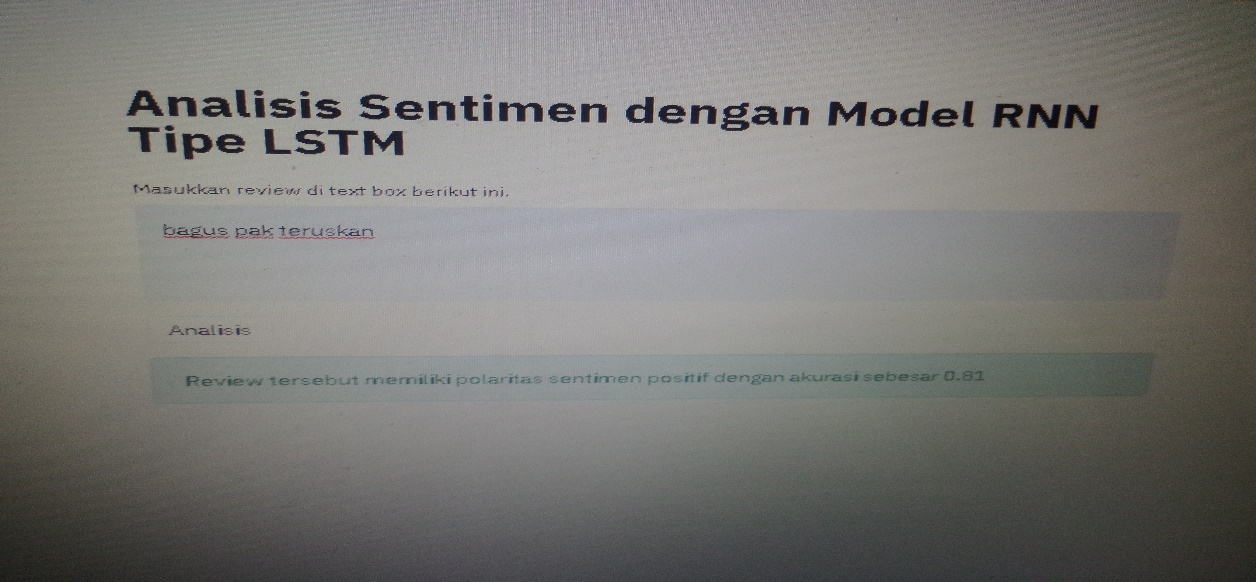 Analisis Sentimen dengan Model RNN
Tipe LSTM
Masukkan review di text box berikut ini.
bagus pak teruskan
Analisis
Review tersebut memiliki polaritas sentimen positif dengan akurasi sebesar 0.81